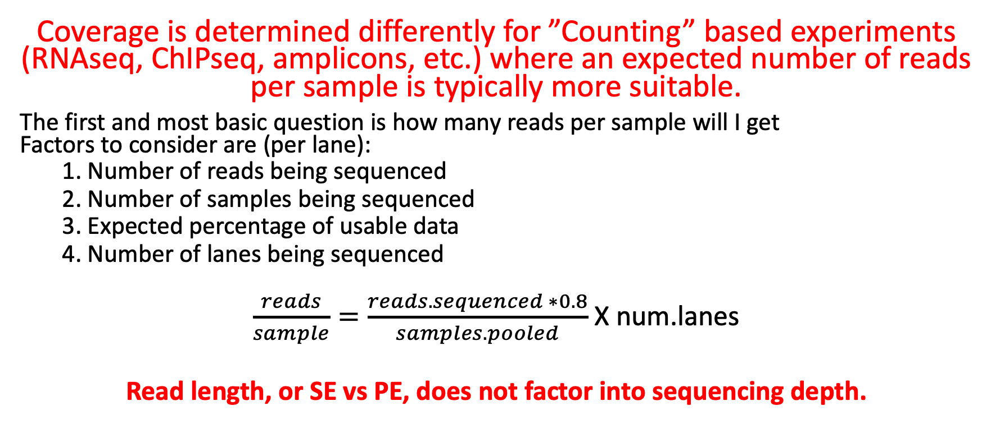 Coverage is determined differently for ”Counting” based experiments
(RNAseq, ChIPseq, amplicons, etc.) where an expected number of reads
per sample is typically more suitable.
The first and most basic question is how many reads per sample will I get
Factors to consider are (per lane):
1. Number of reads being sequenced
2. Number of samples being sequenced
3. Expected percentage of usable data
4. Number of lanes being sequenced
reads/sample = reads.sequenced *0.8/samples.pooled X num.lanes
Read length, or SE vs PE, does not factor into sequencing depth.